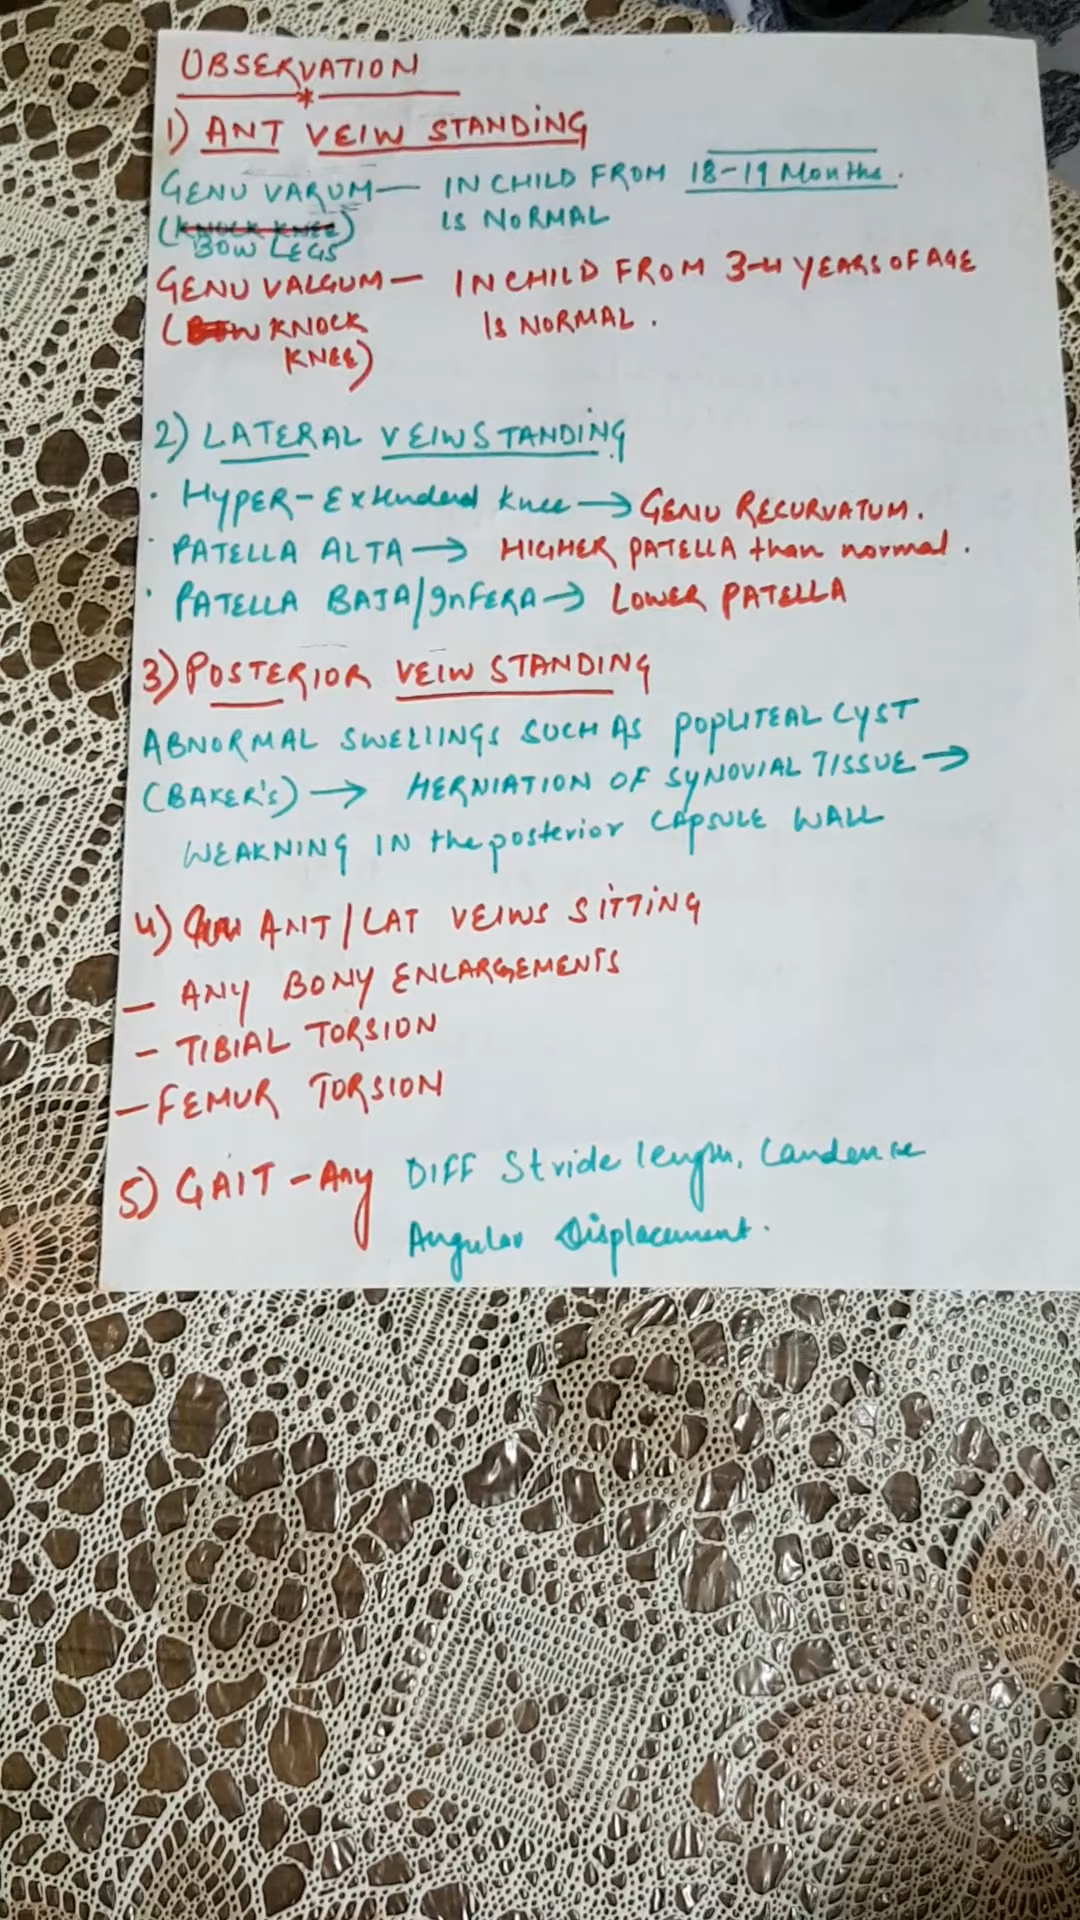 OBSERVATION
1) ANT VEIW STANDING
GENU VARUM— IN CHILD FROM 18-19 Months.
(KNOCK KNEE) IS NORMAL
BOW LEGS
GENU VALGUM— IN CHILD FROM 3-4 YEARS OF AGE
(BOW KNOCK IS NORMAL.
KNEE)
2) LATERAL VEIW STANDING
· HYPER-Extended knee → GENU RECURVATUM.
· PATELLA ALTA → HIGHER PATELLA than normal.
· PATELLA BAJA/INFERA → LOWER PATELLA
3) POSTERIOR VEIW STANDING
ABNORMAL SWELLINGS SUCH AS POPLITEAL CYST
(BAKER'S) → HERNIATION OF SYNOVIAL TISSUE →
WEAKNING IN the posterior CAPSULE WALL
4) ANT/LAT VEIWS SITTING
— ANY BONY ENLARGEMENTS
— TIBIAL TORSION
— FEMUR TORSION
5) GAIT - Any DIFF Stride length, Candence
Angular Displacement.